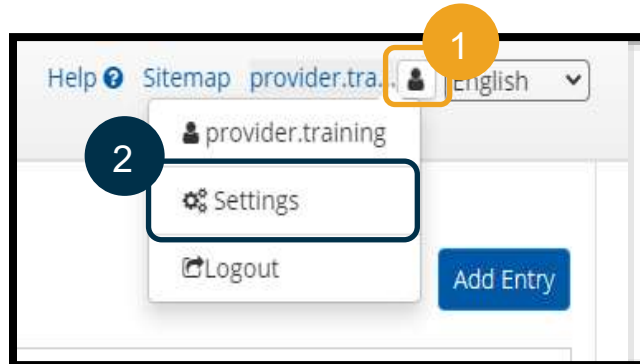 1
Help Sitemap provider.tra... English
provider.training
2
Settings
Logout
Add Entry